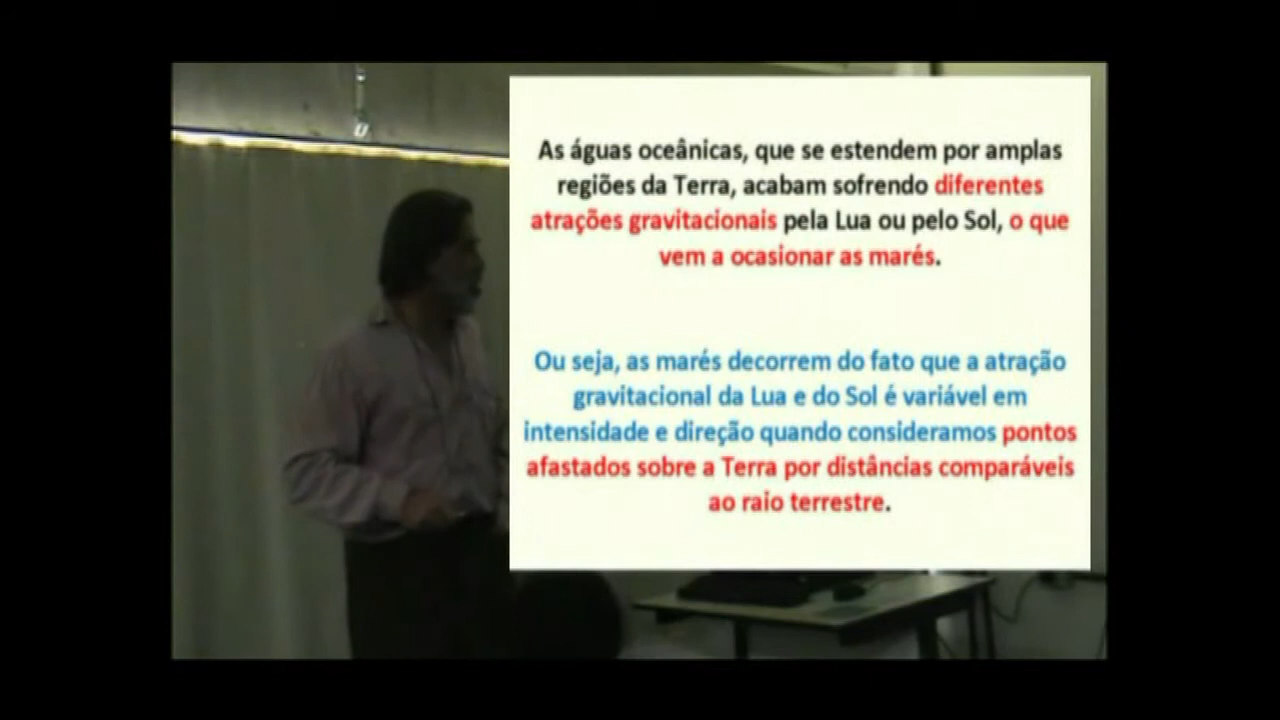 As águas oceânicas, que se estendem por amplas
regiões da Terra, acabam sofrendo diferentes
atrações gravitacionais pela Lua ou pelo Sol, o que
vem a ocasionar as marés.
Ou seja, as marés decorrem do fato que a atração
gravitacional da Lua e do Sol é variável em
intensidade e direção quando consideramos pontos
afastados sobre a Terra por distâncias comparáveis
ao raio terrestre.